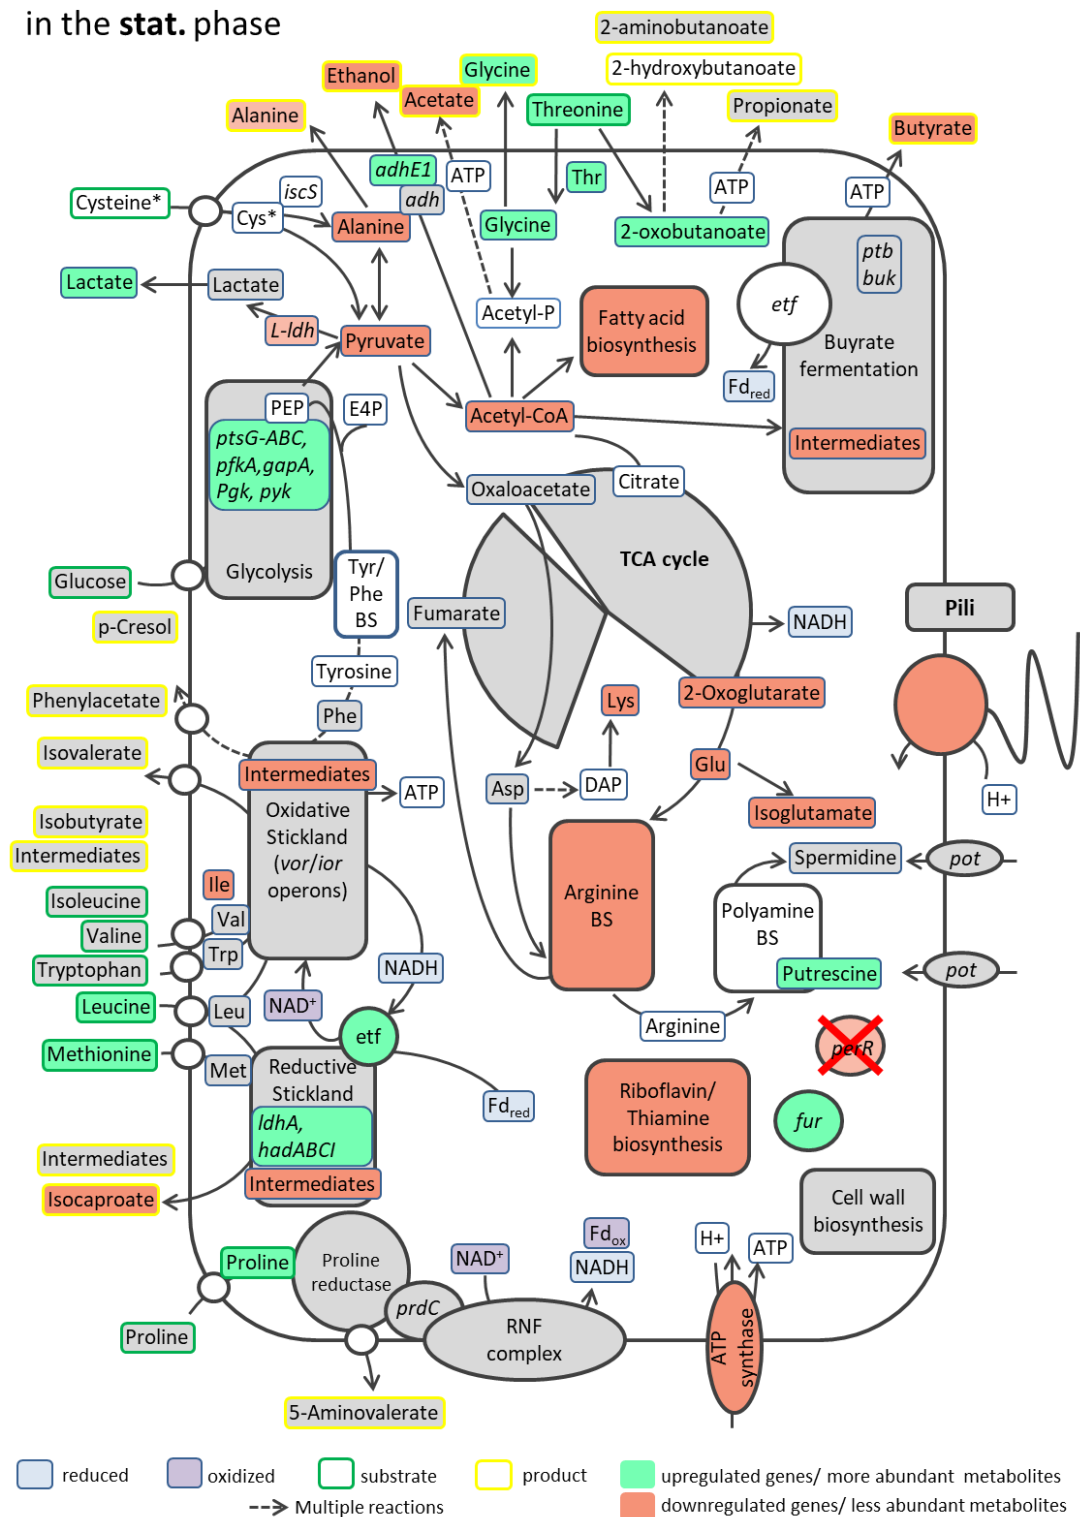 in the stat. phase
2-aminobutanoate
2-hydroxybutanoate
Ethanol
Glycine
Acetate
Threonine
Propionate
Alanine
Butyrate
adhE1
ATP
Thr
ATP
ATP
Cysteine*
iscS
Cys*
adh
Alanine
Glycine
2-oxobutanoate
ptb
buk
Lactate
Lactate
Acetyl-P
etf
L-ldh
Pyruvate
Fatty acid
biosynthesis
Buyrate
fermentation
Fdred
PEP
E4P
Acetyl-CoA
ptsG-ABC,
pfkA,gapA,
Pgk, pyk
Intermediates
Oxaloacetate
Citrate
Glycolysis
TCA cycle
Glucose
Tyr/
Phe
BS
Fumarate
Pili
p-Cresol
NADH
Tyrosine
Phenylacetate
Phe
Lys
2-Oxoglutarate
Isovalerate
Intermediates
Glu
ATP
Asp
DAP
H+
Oxidative
Stickland
(vor/ior
operons)
Isoglutamate
Isobutyrate
Intermediates
Spermidine
pot
Ile
Isoleucine
Val
Valine
Trp
Tryptophan
Arginine
BS
Polyamine
BS
NADH
Putrescine
pot
Leucine
Leu
NAD+
Arginine
etf
perR
Methionine
Met
Reductive
Stickland
Fdred
Riboflavin/
Thiamine
biosynthesis
fur
ldhA,
hadABCI
Intermediates
Intermediates
Isocaproate
Cell wall
biosynthesis
Proline
Proline
reductase
NAD+
Fdox
NADH
H+
ATP
prdC
Proline
RNF
complex
ATP
synthase
5-Aminovalerate
reduced
oxidized
substrate
product
upregulated genes/ more abundant metabolites
Multiple reactions
downregulated genes/ less abundant metabolites